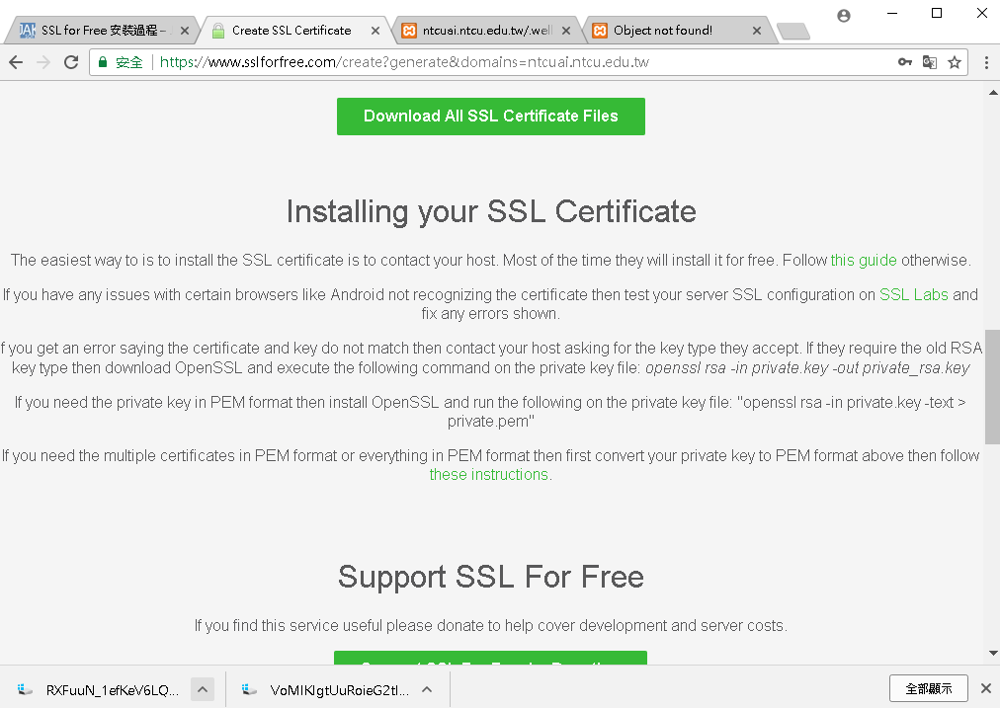 SSL for Free 安裝過程 –
Create SSL Certificate
ntcuai.ntcu.edu.tw/.well
Object not found!
安全 https://www.sslforfree.com/create?generate&domains=ntcuai.ntcu.edu.tw
Download All SSL Certificate Files
Installing your SSL Certificate
The easiest way to is to install the SSL certificate is to contact your host. Most of the time they will install it for free. Follow this guide otherwise.
If you have any issues with certain browsers like Android not recognizing the certificate then test your server SSL configuration on SSL Labs and
fix any errors shown.
f you get an error saying the certificate and key do not match then contact your host asking for the key type they accept. If they require the old RSA
key type then download OpenSSL and execute the following command on the private key file: openssl rsa -in private.key -out private_rsa.key
If you need the private key in PEM format then install OpenSSL and run the following on the private key file: "openssl rsa -in private.key -text >
private.pem"
If you need the multiple certificates in PEM format or everything in PEM format then first convert your private key to PEM format above then follow
these instructions.
Support SSL For Free
If you find this service useful please donate to help cover development and server costs.
RXFuuN_1efKeV6LQ...
全部顯示